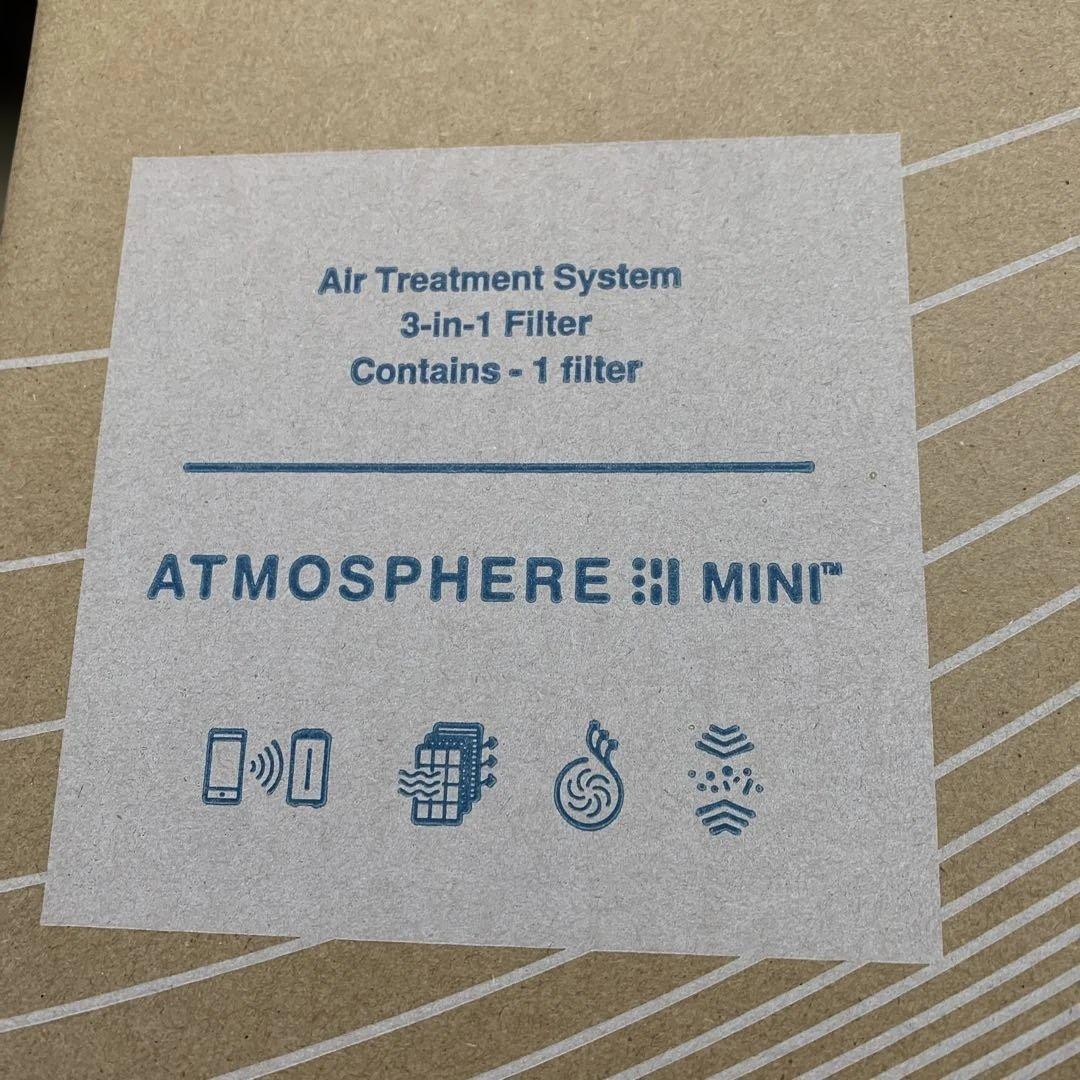 Air Treatment System
3-in-1 Filter
Contains - 1 filter
ATMOSPHERE MINI™